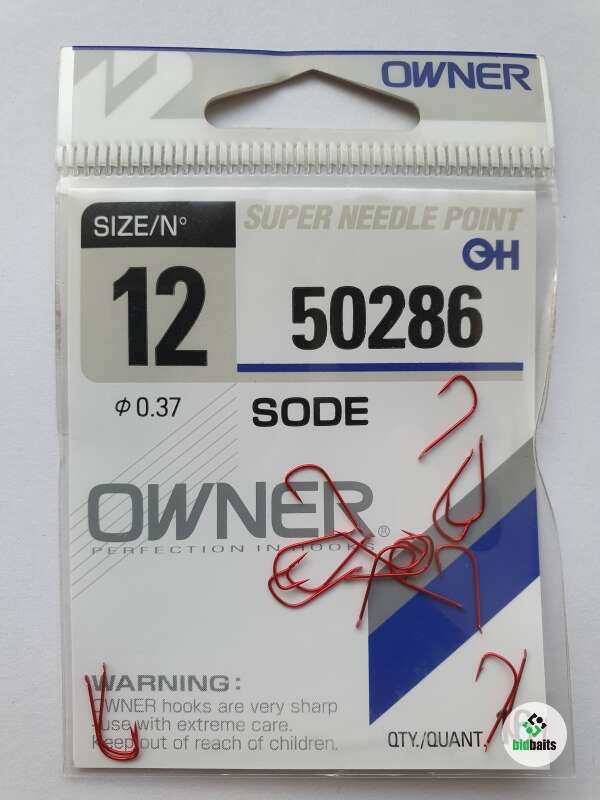 OWNER
SIZE/N°
SUPER NEEDLE POINT
12
50286
Φ 0.37
SODE
OWNER®
PERFECTION IN HOOKS
WARNING:
OWNER hooks are very sharp
use with extreme care.
Keep out of reach of children.
QTY./QUANT.
bidbaits